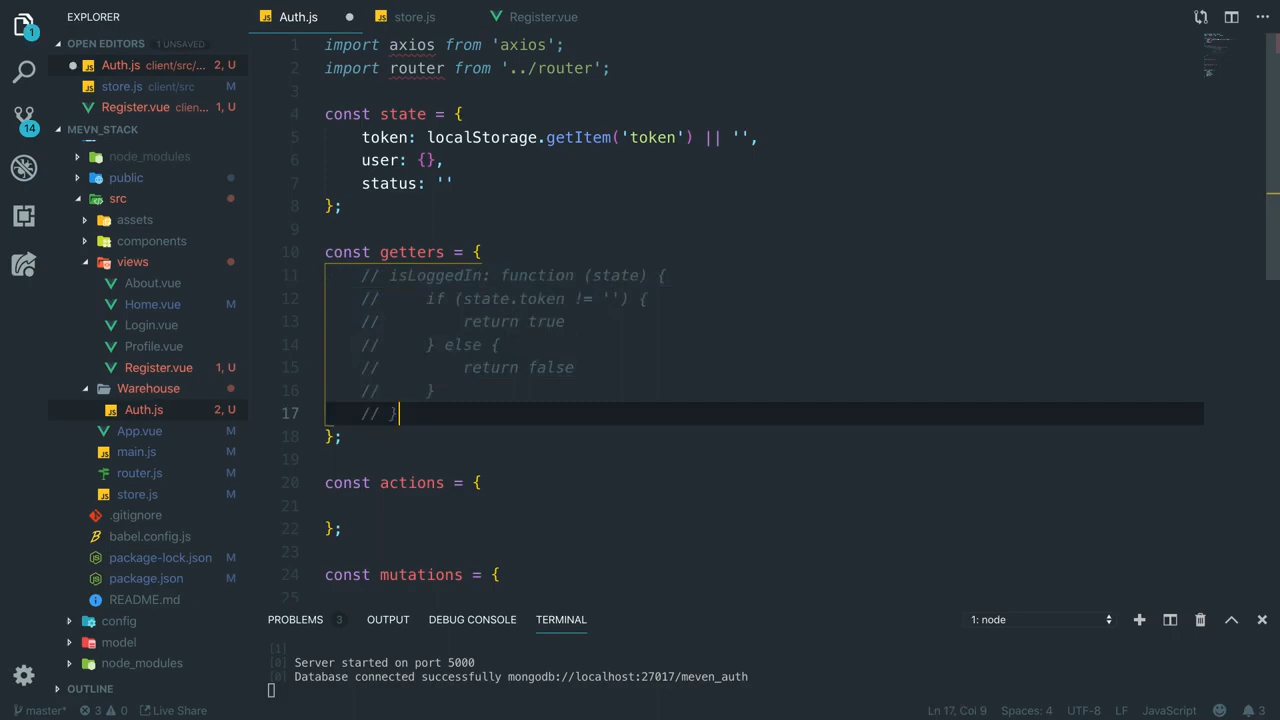 EXPLORER
Auth.js
store.js
Register.vue
OPEN EDITORS 1 UNSAVED
Auth.js client/src/... 2, U
store.js client/src M
Register.vue clien... 1, U
MEVN_STACK
node_modules
public
src
assets
components
views
About.vue
Home.vue M
Login.vue
Profile.vue
Register.vue 1, U
Warehouse
Auth.js 2, U
App.vue M
main.js M
router.js M
store.js M
.gitignore
babel.config.js
package-lock.json M
package.json M
README.md
config
model
node_modules
OUTLINE
1
14
1 import axios from 'axios';
2 import router from '../router';
3
4 const state = {
5 token: localStorage.getItem('token') || '',
6 user: {},
7 status: ''
8 };
9
10 const getters = {
11 // isLoggedIn: function (state) {
12 // if (state.token != '') {
13 // return true
14 // } else {
15 // return false
16 // }
17 // }
18 };
19
20 const actions = {
21
22 };
23
24 const mutations = {
25
PROBLEMS 3 OUTPUT DEBUG CONSOLE TERMINAL 1: node
[1]
[0] Server started on port 5000
[0] Database connected successfully mongodb://localhost:27017/meven_auth
master* 3 0 Live Share Ln 17, Col 9 Spaces: 4 UTF-8 LF JavaScript 3